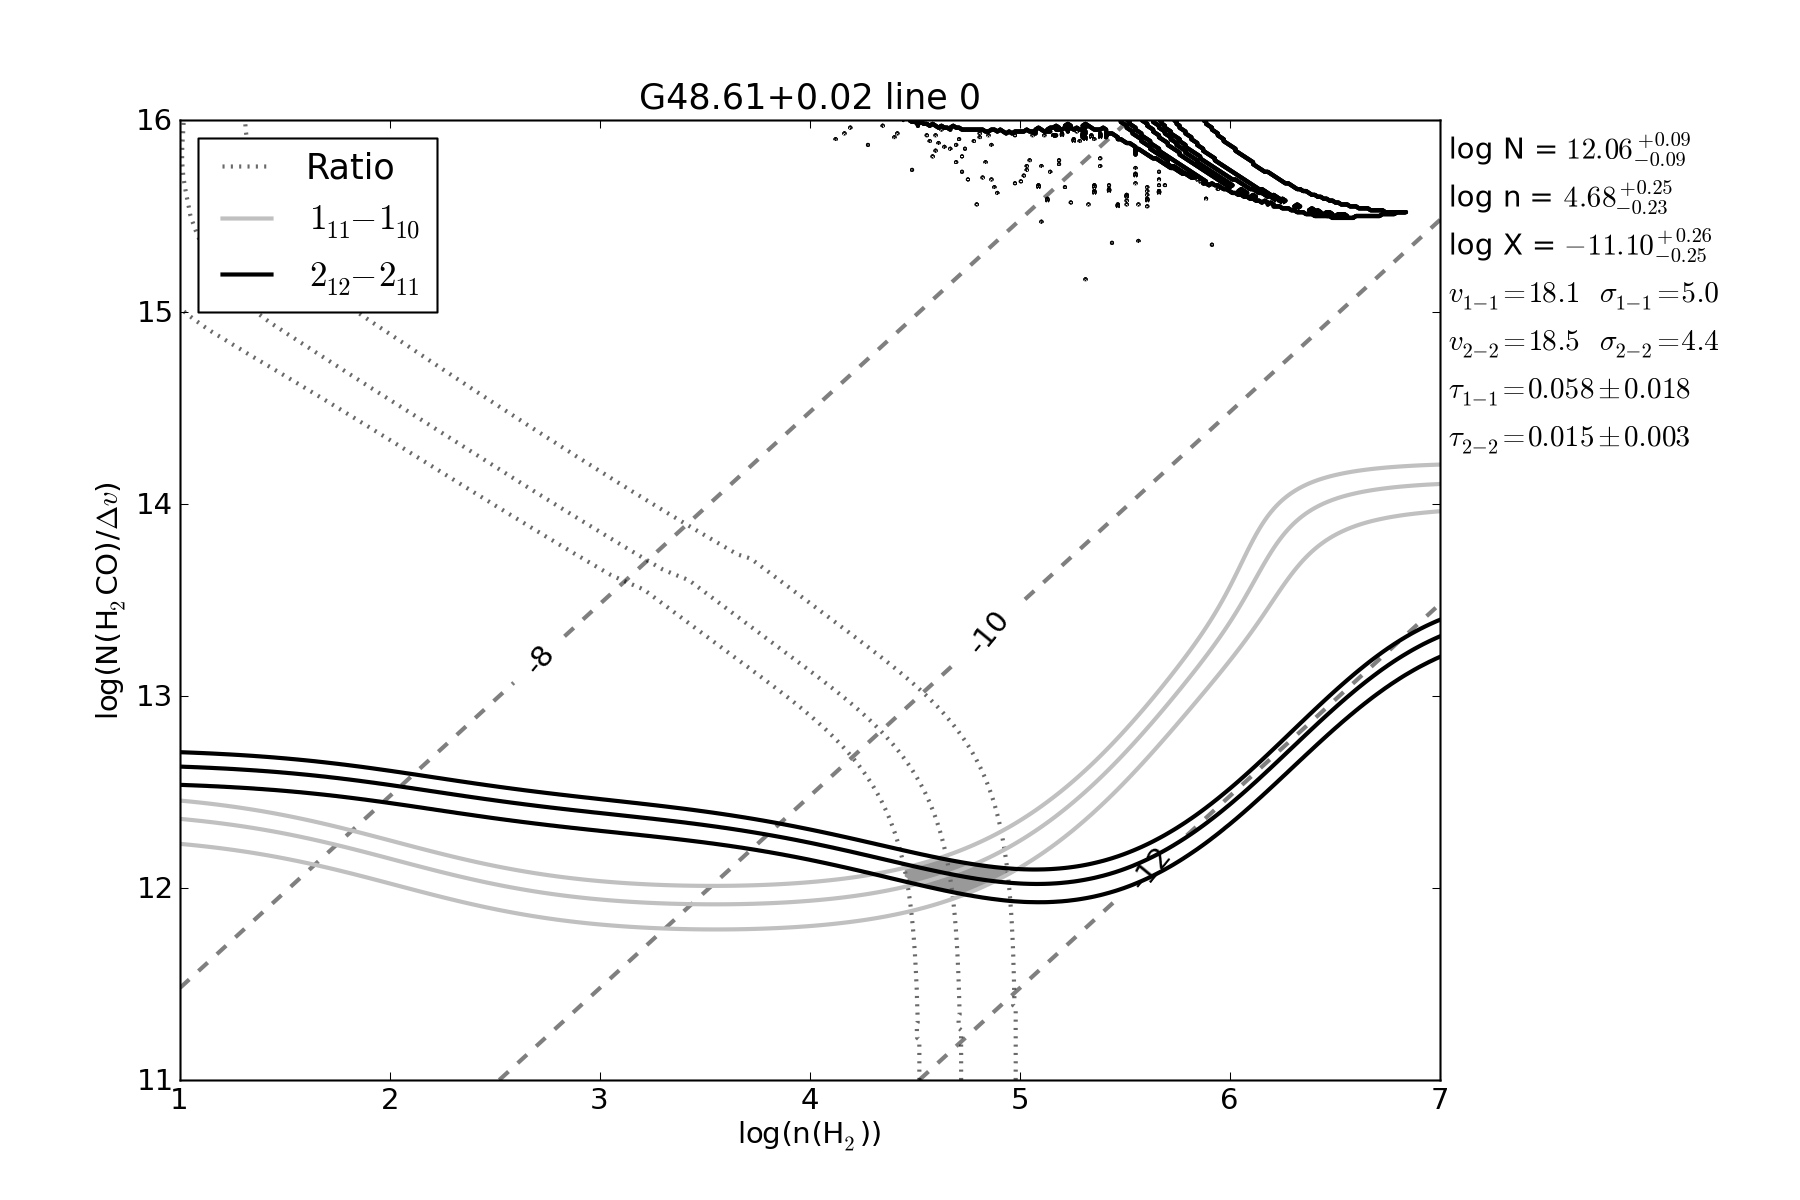 G48.61+0.02 line 0
16
15
14
13
12
11
log(N(H₂CO)/Δv)
Ratio
1₁₁−1₁₀
2₁₂−2₁₁
-8
-10
-12
1 2 3 4 5 6 7
log(n(H₂))
log N = 12.06⁺⁰·⁰⁹₋₀.₀₉
log n = 4.68⁺⁰·²⁵₋₀.₂₃
log X = −11.10⁺⁰·²⁶₋₀.₂₅
v₁₋₁=18.1 σ₁₋₁=5.0
v₂₋₂=18.5 σ₂₋₂=4.4
τ₁₋₁=0.058±0.018
τ₂₋₂=0.015±0.003